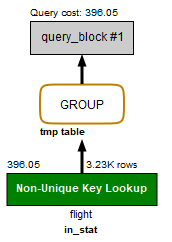 Query cost: 396.05
query_block #1
GROUP
tmp table
396.05 3.23K rows
Non-Unique Key Lookup
flight
in_stat